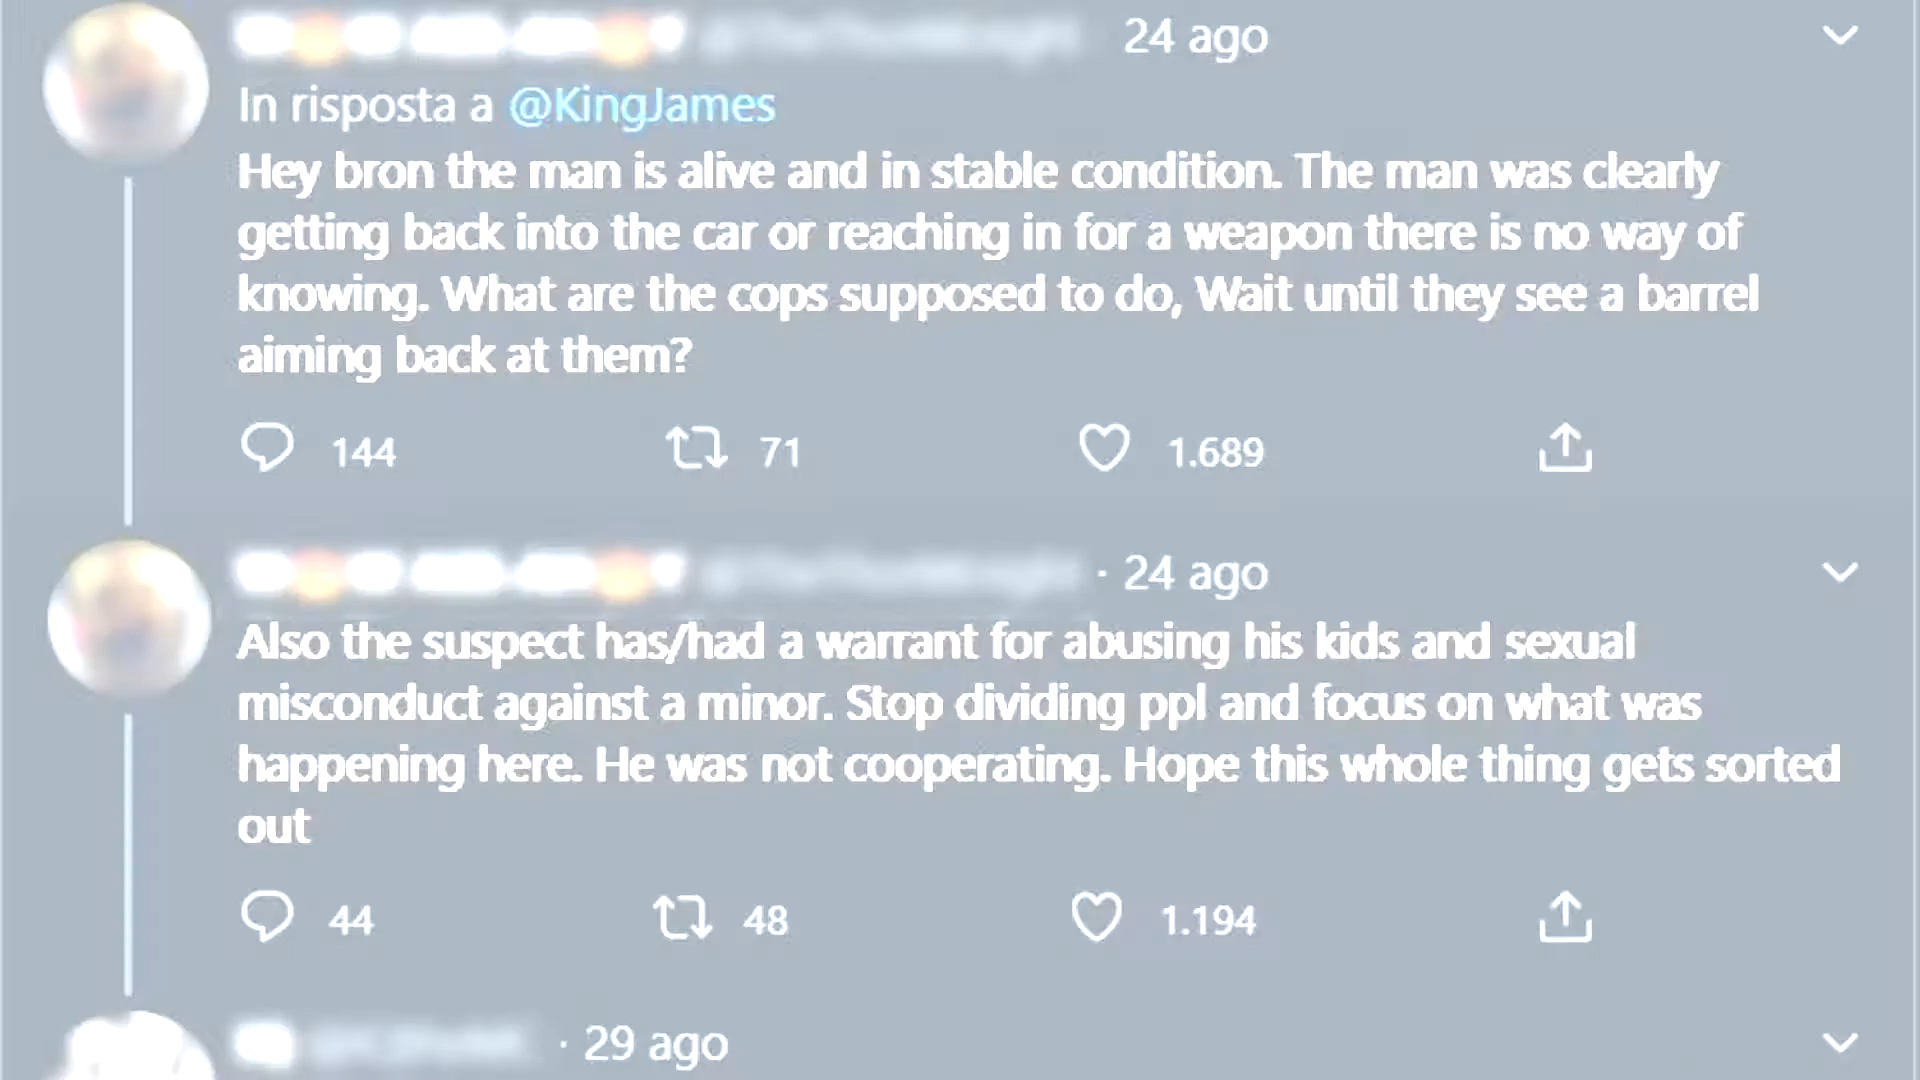 24 ago
In risposta a @KingJames
Hey bron the man is alive and in stable condition. The man was clearly
getting back into the car or reaching in for a weapon there is no way of
knowing. What are the cops supposed to do, Wait until they see a barrel
aiming back at them?
144 71 1.689
· 24 ago
Also the suspect has/had a warrant for abusing his kids and sexual
misconduct against a minor. Stop dividing ppl and focus on what was
happening here. He was not cooperating. Hope this whole thing gets sorted
out
44 48 1.194
· 29 ago